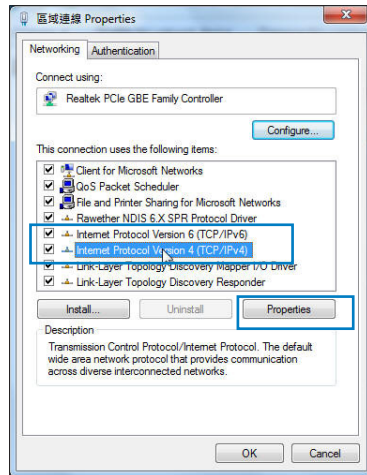 區域連線 Properties
Networking
Authentication
Connect using:
Realtek PCIe GBE Family Controller
Configure...
This connection uses the following items:
Client for Microsoft Networks
QoS Packet Scheduler
File and Printer Sharing for Microsoft Networks
Rawether NDIS 6.X SPR Protocol Driver
Internet Protocol Version 6 (TCP/IPv6)
Internet Protocol Version 4 (TCP/IPv4)
Link-Layer Topology Discovery Mapper I/O Driver
Link-Layer Topology Discovery Responder
Install...
Uninstall
Properties
Description
Transmission Control Protocol/Internet Protocol. The default
wide area network protocol that provides communication
across diverse interconnected networks.
OK
Cancel